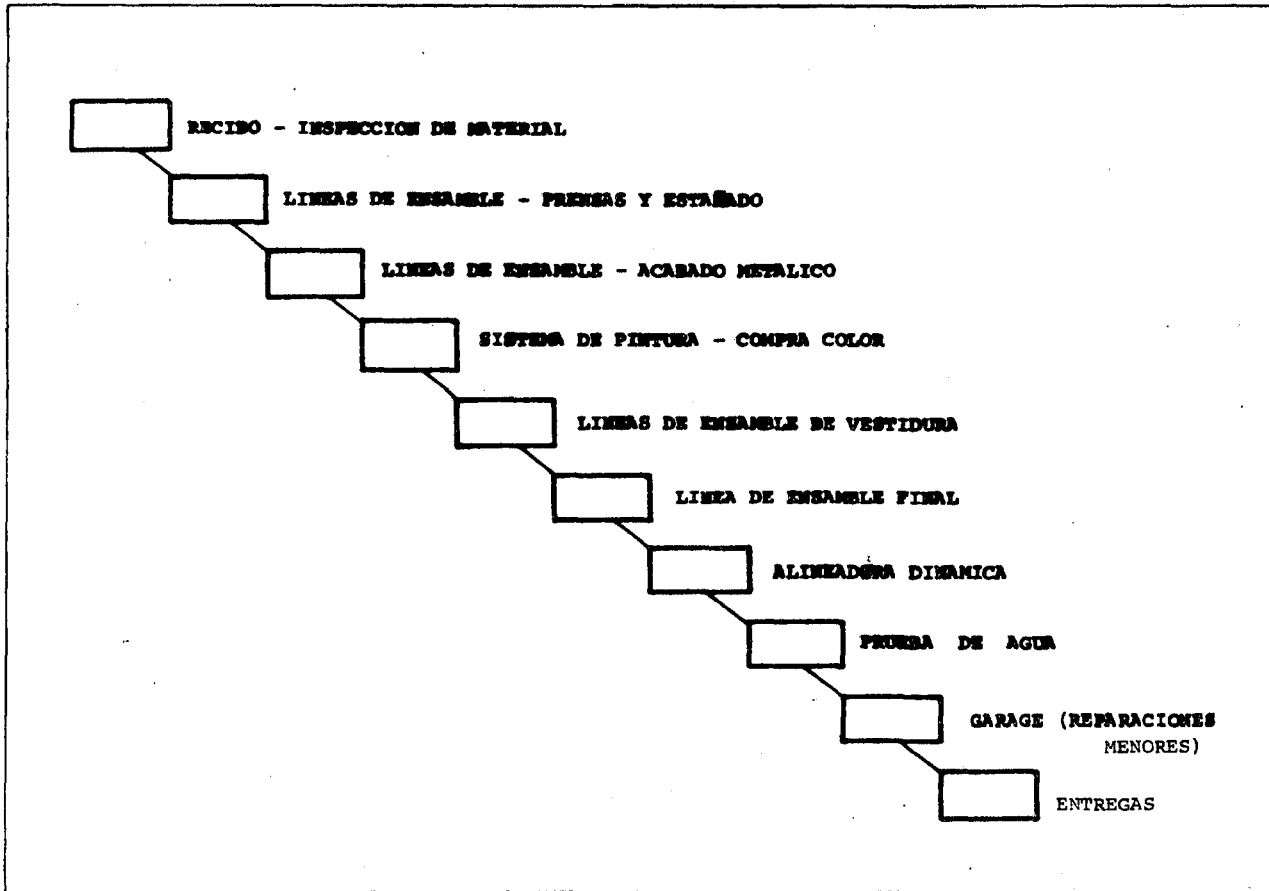 RECIBO - INSPECCION DE MATERIAL
LINEAS DE ENSAMBLE - PRENSAS Y ESTAÑADO
LINEAS DE ENSAMBLE - ACABADO METALICO
SISTEMA DE PINTURA - COMPRA COLOR
LINEAS DE ENSAMBLE DE VESTIDURA
LINEA DE ENSAMBLE FINAL
ALINEADORA DINAMICA
PRUEBA DE AGUA
GARAGE (REPARACIONES
MENORES)
ENTREGAS